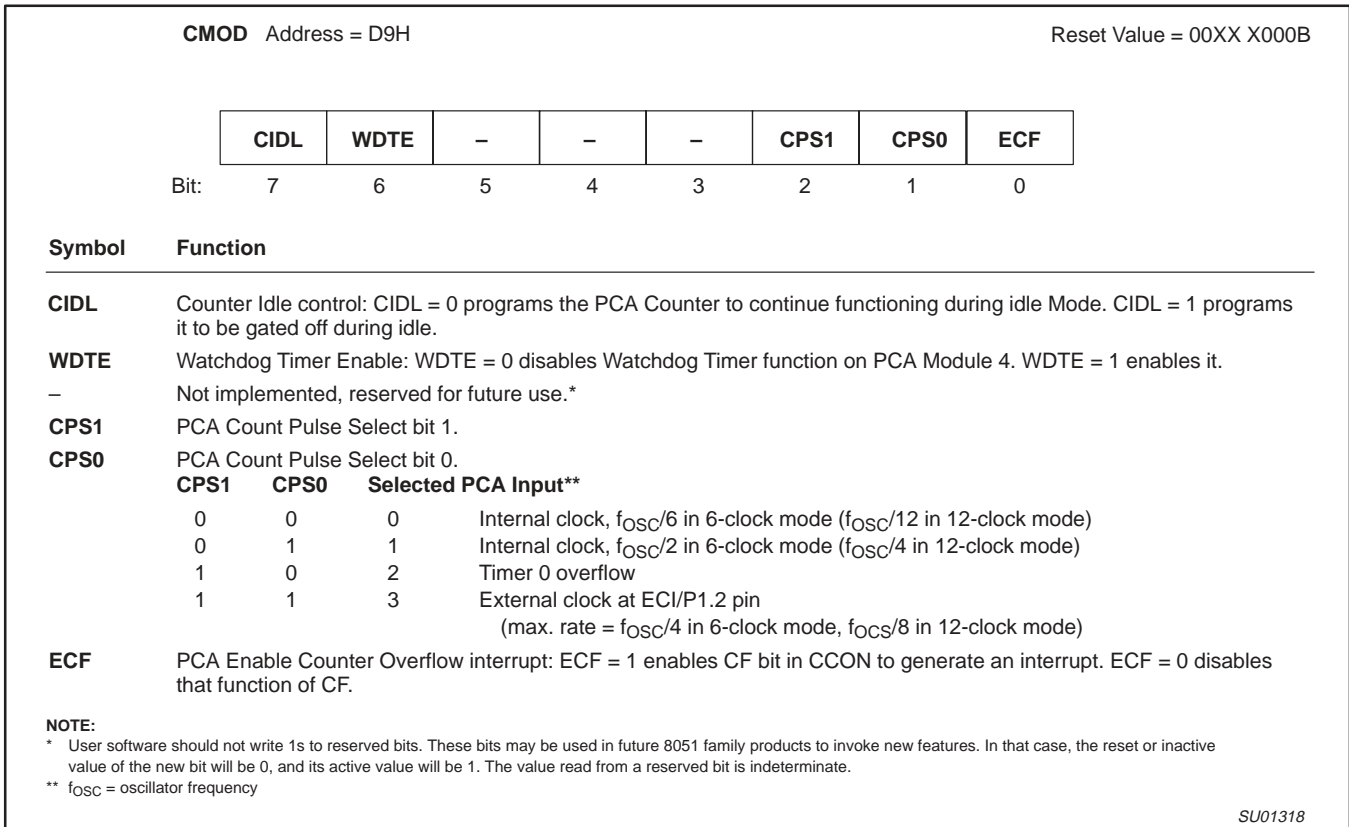 CMOD Address = D9H Reset Value = 00XX X000B
CIDL WDTE – – – CPS1 CPS0 ECF
Bit: 7 6 5 4 3 2 1 0
Symbol Function
CIDL Counter Idle control: CIDL = 0 programs the PCA Counter to continue functioning during idle Mode. CIDL = 1 programs
it to be gated off during idle.
WDTE Watchdog Timer Enable: WDTE = 0 disables Watchdog Timer function on PCA Module 4. WDTE = 1 enables it.
– Not implemented, reserved for future use.*
CPS1 PCA Count Pulse Select bit 1.
CPS0 PCA Count Pulse Select bit 0.
CPS1 CPS0 Selected PCA Input**
0 0 0 Internal clock, fOSC/6 in 6-clock mode (fOSC/12 in 12-clock mode)
0 1 1 Internal clock, fOSC/2 in 6-clock mode (fOSC/4 in 12-clock mode)
1 0 2 Timer 0 overflow
1 1 3 External clock at ECI/P1.2 pin
(max. rate = fOSC/4 in 6-clock mode, fOCS/8 in 12-clock mode)
ECF PCA Enable Counter Overflow interrupt: ECF = 1 enables CF bit in CCON to generate an interrupt. ECF = 0 disables
that function of CF.
NOTE:
* User software should not write 1s to reserved bits. These bits may be used in future 8051 family products to invoke new features. In that case, the reset or inactive
value of the new bit will be 0, and its active value will be 1. The value read from a reserved bit is indeterminate.
** fOSC = oscillator frequency
SU01318